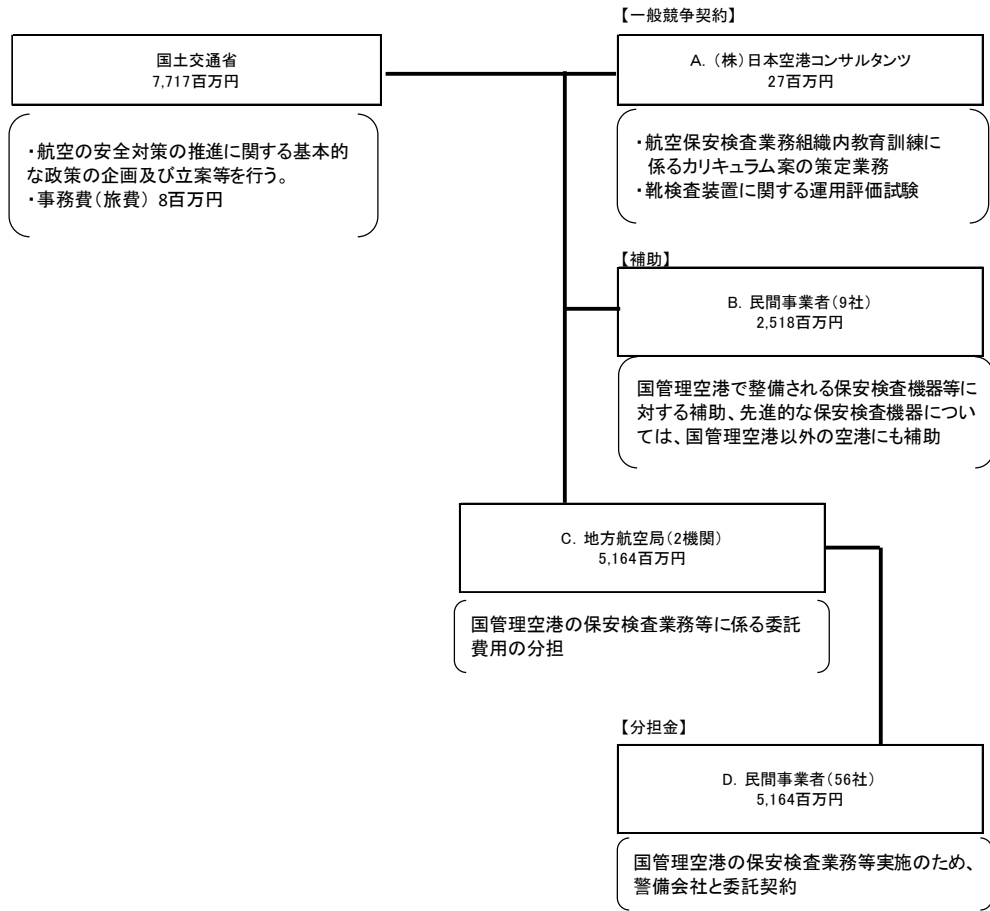 国土交通省
7,717百万円
・航空の安全対策の推進に関する基本的
な政策の企画及び立案等を行う。
・事務費(旅費) 8百万円
【一般競争契約】
A. (株)日本空港コンサルタンツ
27百万円
・航空保安検査業務組織内教育訓練に
係るカリキュラム案の策定業務
・靴検査装置に関する運用評価試験
【補助】
B. 民間事業者(9社)
2,518百万円
国管理空港で整備される保安検査機器等に
対する補助、先進的な保安検査機器につい
ては、国管理空港以外の空港にも補助
C. 地方航空局(2機関)
5,164百万円
国管理空港の保安検査業務等に係る委託
費用の分担
【分担金】
D. 民間事業者(56社)
5,164百万円
国管理空港の保安検査業務等実施のため、
警備会社と委託契約